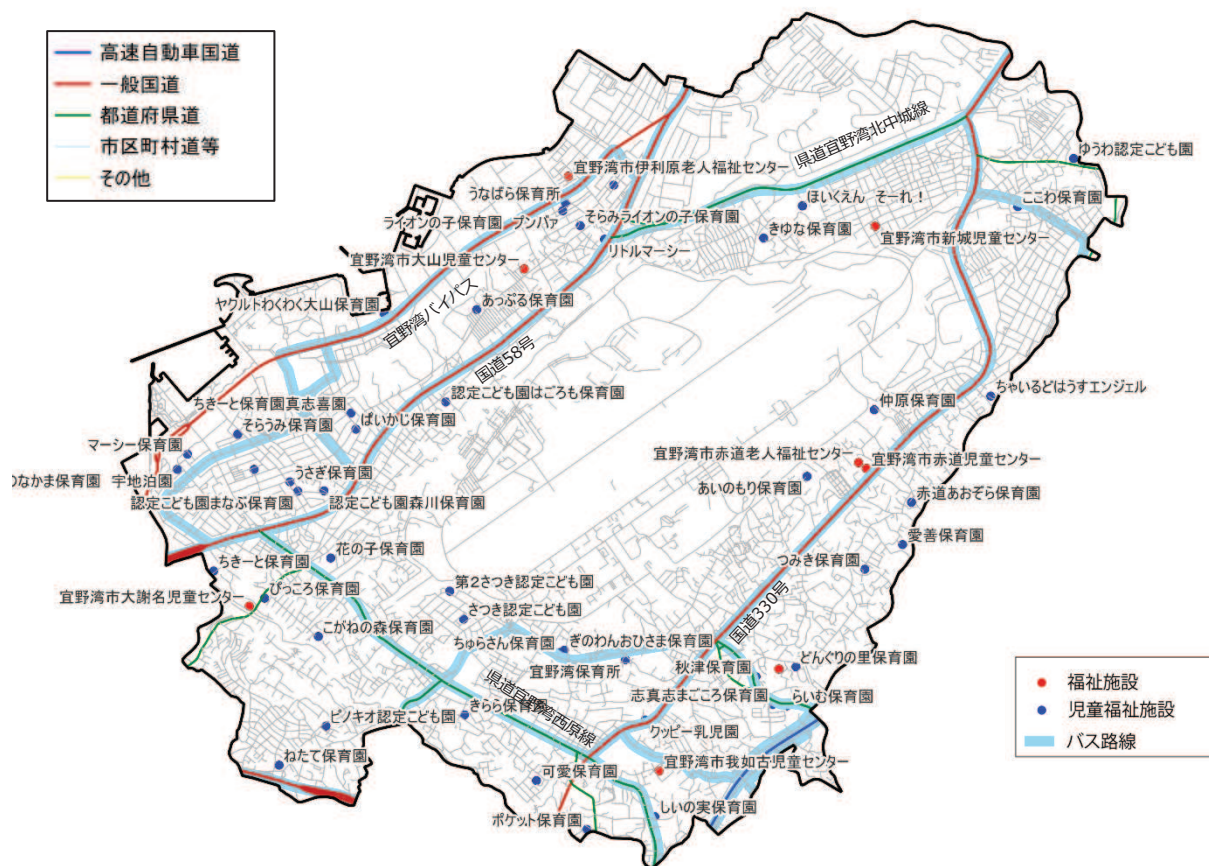 高速自動車国道
一般国道
都道府県道
市区町村道等
その他
県道宜野湾北中城線
ゆうわ認定こども園
宜野湾市伊利原老人福祉センター
うなばら保育所
ほいくえん そーれ！
ここわ保育園
ライオンの子保育園 ブンバァ
そらみライオンの子保育園
きゆな保育園
宜野湾市新城児童センター
リトルマーシー
宜野湾市大山児童センター
ヤクルトわくわく大山保育園
あっぷる保育園
宜野湾バイパス
国道58号
認定こども園はごろも保育園
ちゃいるどはうすエンジェル
ちきーと保育園真志喜園
ぱいかじ保育園
仲原保育園
そらうみ保育園
マーシー保育園
宜野湾市赤道老人福祉センター
宜野湾市赤道児童センター
のなかま保育園
宇地泊園
うさぎ保育園
あいのもり保育園
認定こども園まなぶ保育園
認定こども園森川保育園
赤道あおぞら保育園
愛善保育園
ちきーと保育園
花の子保育園
つみき保育園
ぴっころ保育園
第2さつき認定こども園
宜野湾市大謝名児童センター
さつき認定こども園
国道330号
こがねの森保育園
ちゅらさん保育園
ぎのわんおひさま保育園
宜野湾保育所
秋津保育園
どんぐりの里保育園
志真志まごころ保育園
らいむ保育園
県道宜野湾西原線
きらら保育園
ピノキオ認定こども園
クッピー乳児園
ねたて保育園
宜野湾市我如古児童センター
可愛保育園
しいの実保育園
ポケット保育園
福祉施設
児童福祉施設
バス路線